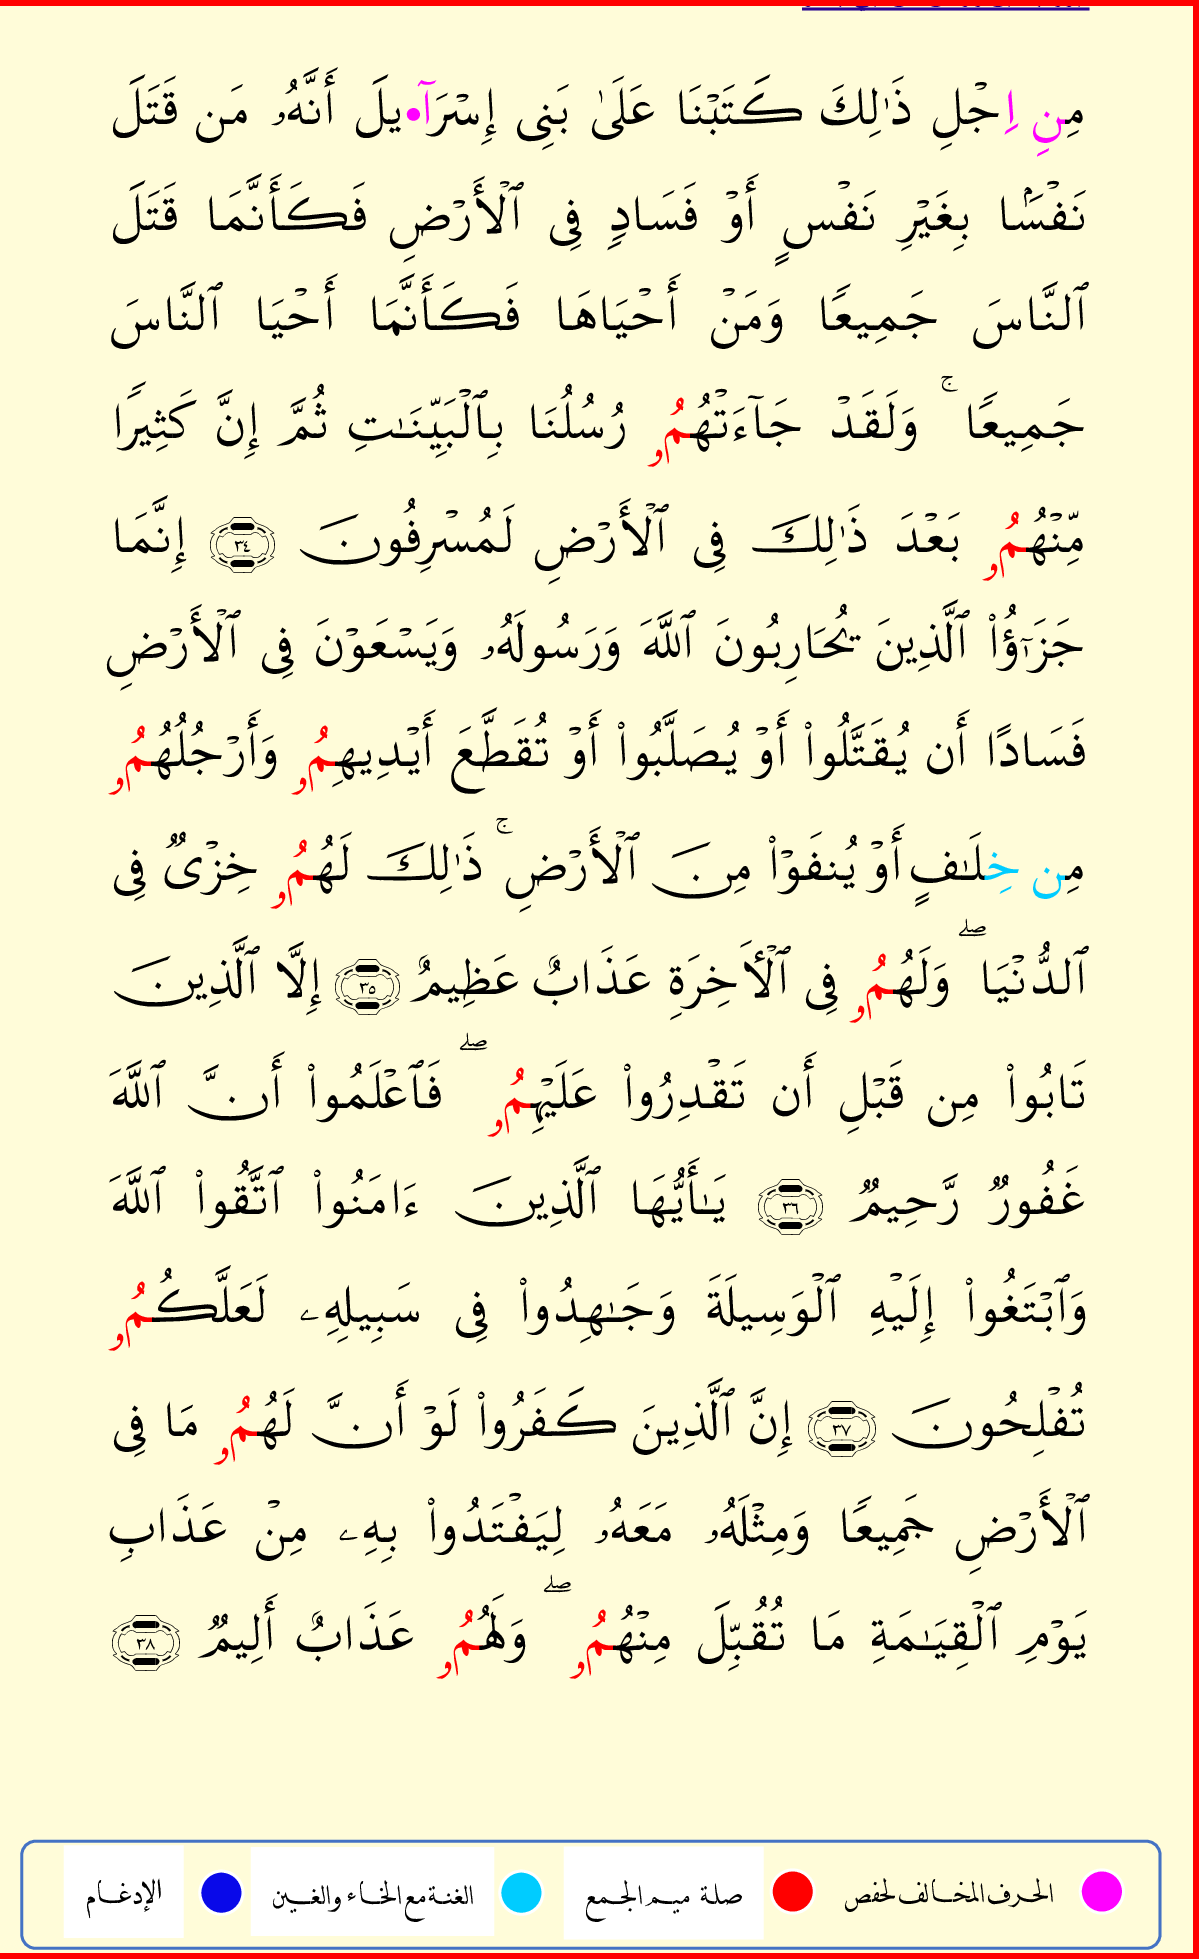 مِنِ اِجْلِ ذَٰلِكَ كَتَبْنَا عَلَىٰ بَنِى إِسْرَآ•يلَ أَنَّهُۥ مَن قَتَلَ
نَفْسَۢا بِغَيْرِ نَفْسٍ أَوْ فَسَادٍ فِى ٱلْأَرْضِ فَكَأَنَّمَا قَتَلَ
ٱلنَّاسَ جَمِيعًا وَمَنْ أَحْيَاهَا فَكَأَنَّمَا أَحْيَا ٱلنَّاسَ
جَمِيعًا ۚ وَلَقَدْ جَآءَتْهُمُۥ رُسُلُنَا بِٱلْبَيِّنَـٰتِ ثُمَّ إِنَّ كَثِيرًا
مِّنْهُمُۥ بَعْدَ ذَٰلِكَ فِى ٱلْأَرْضِ لَمُسْرِفُونَ ٣٤ إِنَّمَا
جَزَٰٓؤُا۟ ٱلَّذِينَ يُحَارِبُونَ ٱللَّهَ وَرَسُولَهُۥ وَيَسْعَوْنَ فِى ٱلْأَرْضِ
فَسَادًا أَن يُقَتَّلُوا۟ أَوْ يُصَلَّبُوا۟ أَوْ تُقَطَّعَ أَيْدِيهِمُۥ وَأَرْجُلُهُمُۥ
مِن خِلَـٰفٍ أَوْ يُنفَوْا۟ مِنَ ٱلْأَرْضِ ۚ ذَٰلِكَ لَهُمُۥ خِزْىٌ فِى
ٱلدُّنْيَا ۖ وَلَهُمُۥ فِى ٱلْأَخِرَةِ عَذَابٌ عَظِيمٌ ٣٥ إِلَّا ٱلَّذِينَ
تَابُوا۟ مِن قَبْلِ أَن تَقْدِرُوا۟ عَلَيْهِمُۥ ۖ فَٱعْلَمُوا۟ أَنَّ ٱللَّهَ
غَفُورٌ رَّحِيمٌ ٣٦ يَـٰأَيُّهَا ٱلَّذِينَ ءَامَنُوا۟ ٱتَّقُوا۟ ٱللَّهَ
وَٱبْتَغُوا۟ إِلَيْهِ ٱلْوَسِيلَةَ وَجَـٰهِدُوا۟ فِى سَبِيلِهِۦ لَعَلَّكُمُۥ
تُفْلِحُونَ ٣٧ إِنَّ ٱلَّذِينَ كَفَرُوا۟ لَوْ أَنَّ لَهُمُۥ مَا فِى
ٱلْأَرْضِ جَمِيعًا وَمِثْلَهُۥ مَعَهُۥ لِيَفْتَدُوا۟ بِهِۦ مِنْ عَذَابِ
يَوْمِ ٱلْقِيَـٰمَةِ مَا تُقُبِّلَ مِنْهُمُۥ ۖ وَلَهُمُۥ عَذَابٌ أَلِيمٌ ٣٨
الحرف المخالف لحفص صلة ميم الجمع الغنة مع الخاء والغين الإدغام